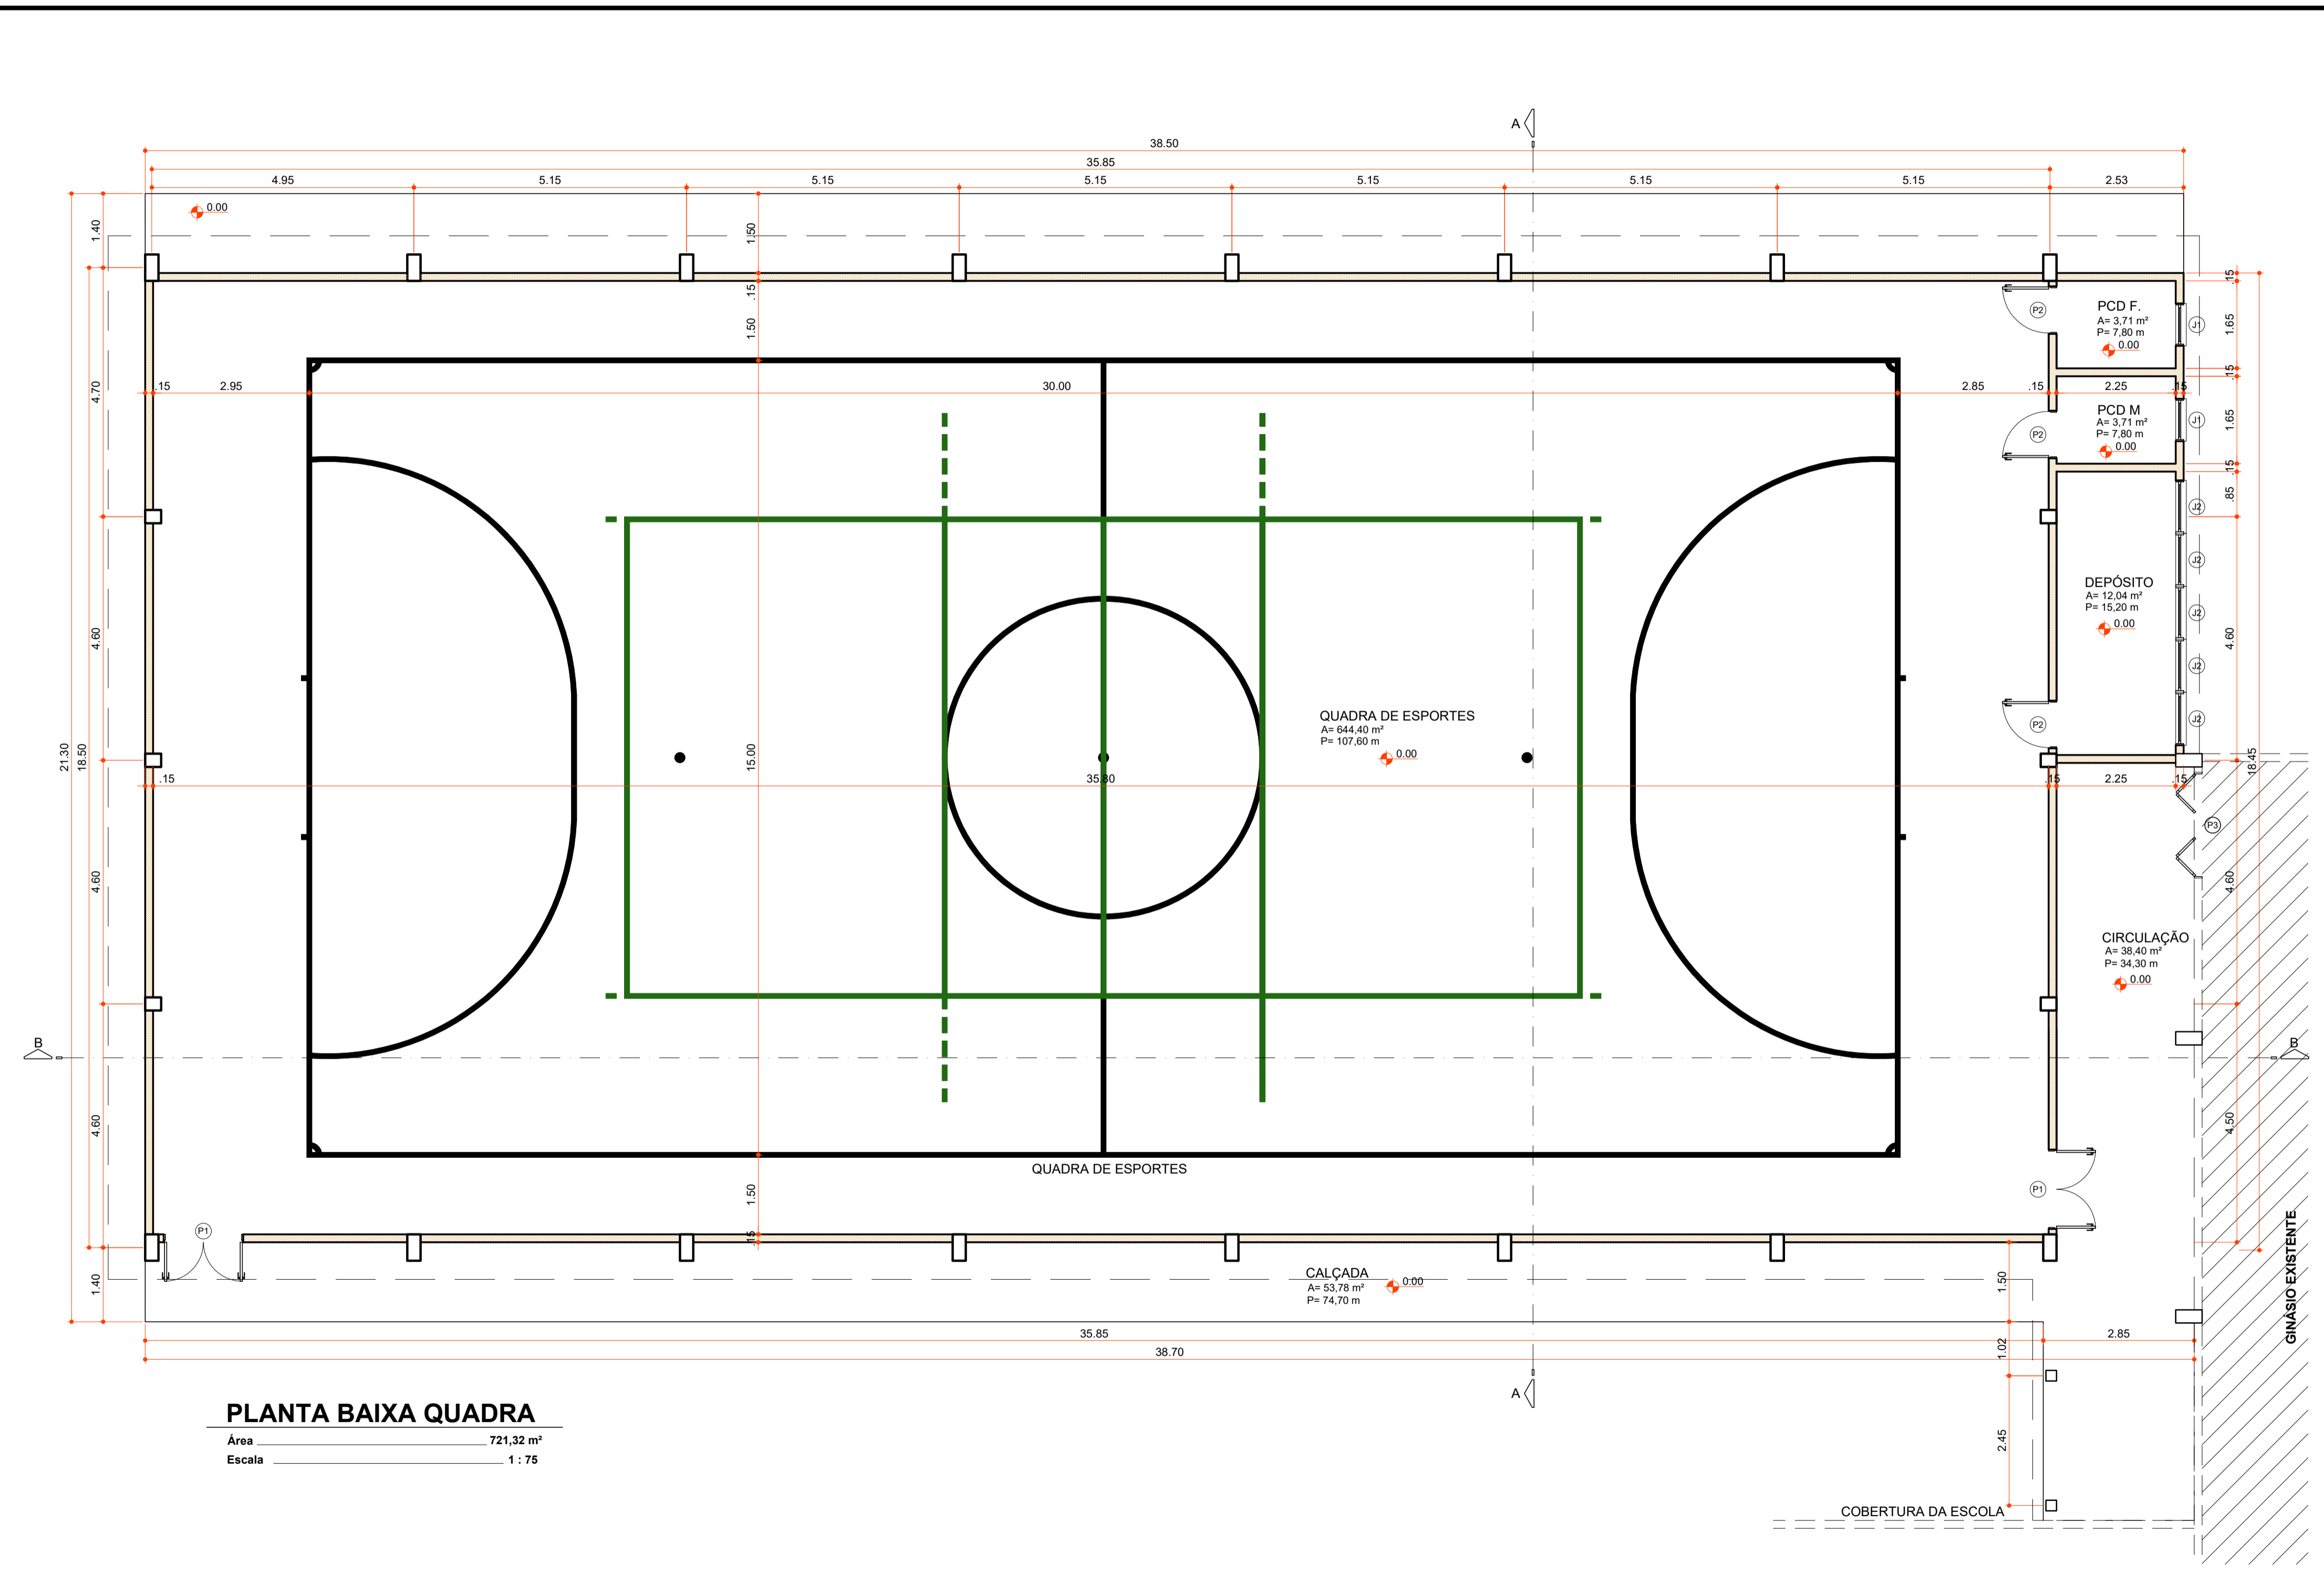 A
38.50
35.85
4.95
5.15
5.15
5.15
5.15
5.15
5.15
2.53
0.00
1.40
1.50
.15
.15
1.50
1.65
P2
PCD F.
A= 3,71 m²
P= 7,80 m
0.00
J1
4.70
.15
2.95
30.00
2.85
.15
2.25
.15
.15
P2
PCD M
A= 3,71 m²
P= 7,80 m
0.00
J1
1.65
.15
.85
J2
J2
DEPÓSITO
A= 12,04 m²
P= 15,20 m
0.00
J2
4.60
4.60
J2
J2
P2
21.30
18.50
15.00
QUADRA DE ESPORTES
A= 644,40 m²
P= 107,60 m
0.00
18.45
.15
35.80
.15
2.25
.15
P3
4.60
4.60
CIRCULAÇÃO
A= 38,40 m²
P= 34,30 m
0.00
B
B
4.60
4.50
QUADRA DE ESPORTES
P1
1.50
P1
.15
GINÁSIO EXISTENTE
CALÇADA
A= 53,78 m²
P= 74,70 m
0.00
1.40
1.50
35.85
2.85
38.70
1.02
A
PLANTA BAIXA QUADRA
Área 721,32 m²
Escala 1 : 75
2.45
COBERTURA DA ESCOLA